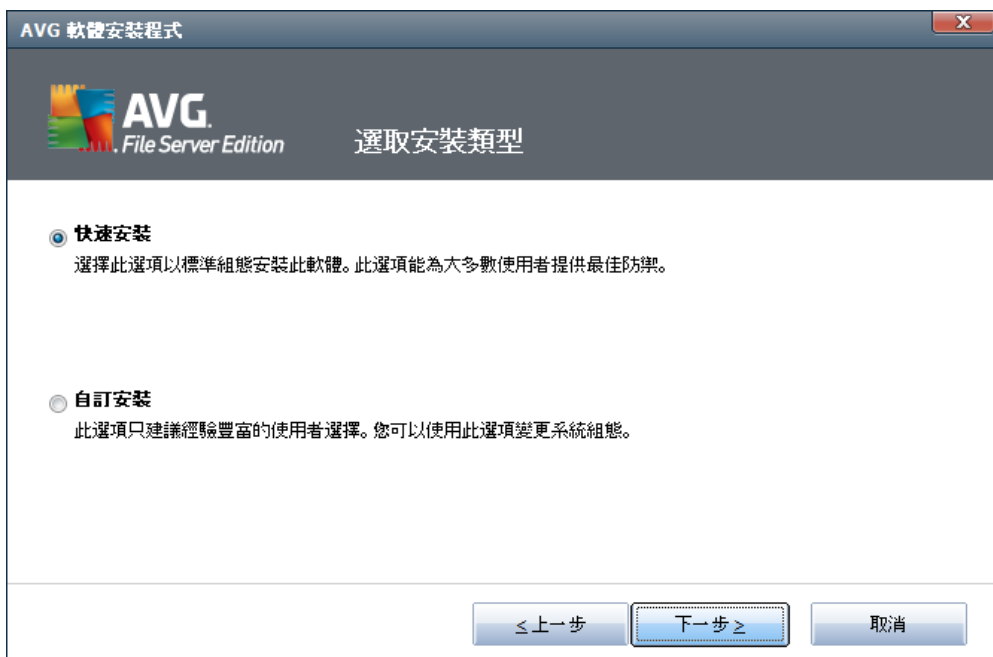 AVG 軟體安裝程式
AVG.
File Server Edition
選取安裝類型
快速安裝
選擇此選項以標準組態安裝此軟體。此選項能為大多數使用者提供最佳防禦。
自訂安裝
此選項只建議經驗豐富的使用者選擇。您可以使用此選項變更系統組態。
≤上一步
下一步≥
取消